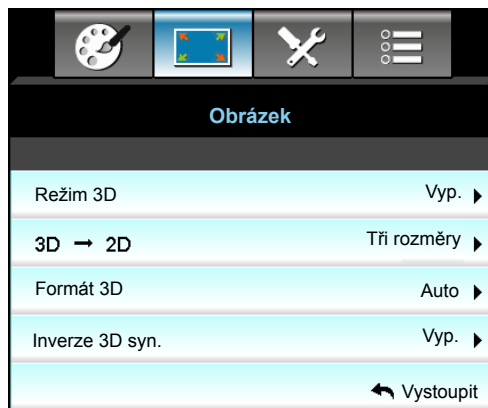 Obrázek
Režim 3D Vyp.
3D → 2D Tři rozměry
Formát 3D Auto
Inverze 3D syn. Vyp.
Vystoupit